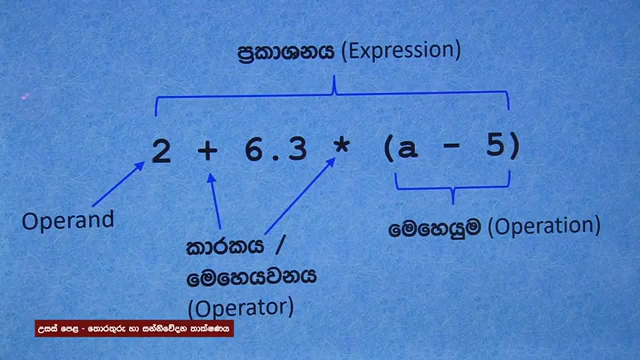 ප්‍රකාශනය (Expression)
2 + 6.3 * (a - 5)
Operand
මෙහෙයුම (Operation)
කාරකය /
මෙහෙයවනය
(Operator)
උසස් පෙළ - තොරතුරු හා සන්නිවේදන තාක්ෂණය